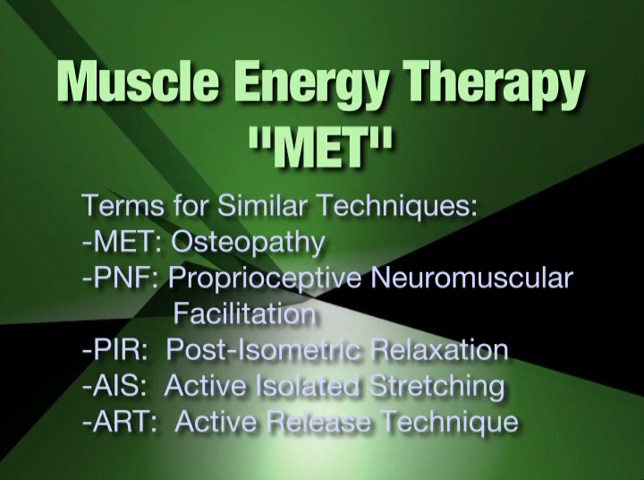 Muscle Energy Therapy
"MET"
Terms for Similar Techniques:
-MET: Osteopathy
-PNF: Proprioceptive Neuromuscular
Facilitation
-PIR: Post-Isometric Relaxation
-AIS: Active Isolated Stretching
-ART: Active Release Technique